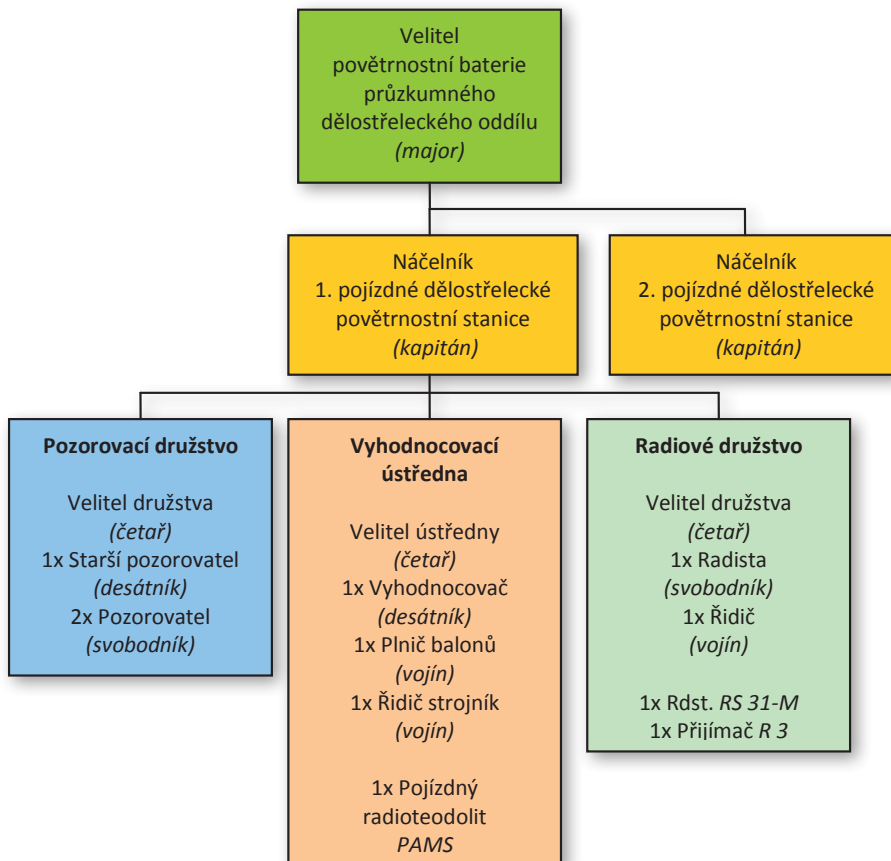 Velitel
povětrnostní baterie
průzkumného
dělostřeleckého oddílu
(major)
Náčelník
1. pojízdné dělostřelecké
povětrnostní stanice
(kapitán)
Náčelník
2. pojízdné dělostřelecké
povětrnostní stanice
(kapitán)
Pozorovací družstvo
Velitel družstva
(četař)
1x Starší pozorovatel
(desátník)
2x Pozorovatel
(svobodník)
Vyhodnocovací
ústředna
Velitel ústředny
(četař)
1x Vyhodnocovač
(desátník)
1x Plnič balonů
(vojín)
1x Řidič strojník
(vojín)
1x Pojízdný
radioteodolit
PAMS
Radiové družstvo
Velitel družstva
(četař)
1x Radista
(svobodník)
1x Řidič
(vojín)
1x Rdst. RS 31-M
1x Přijímač R 3